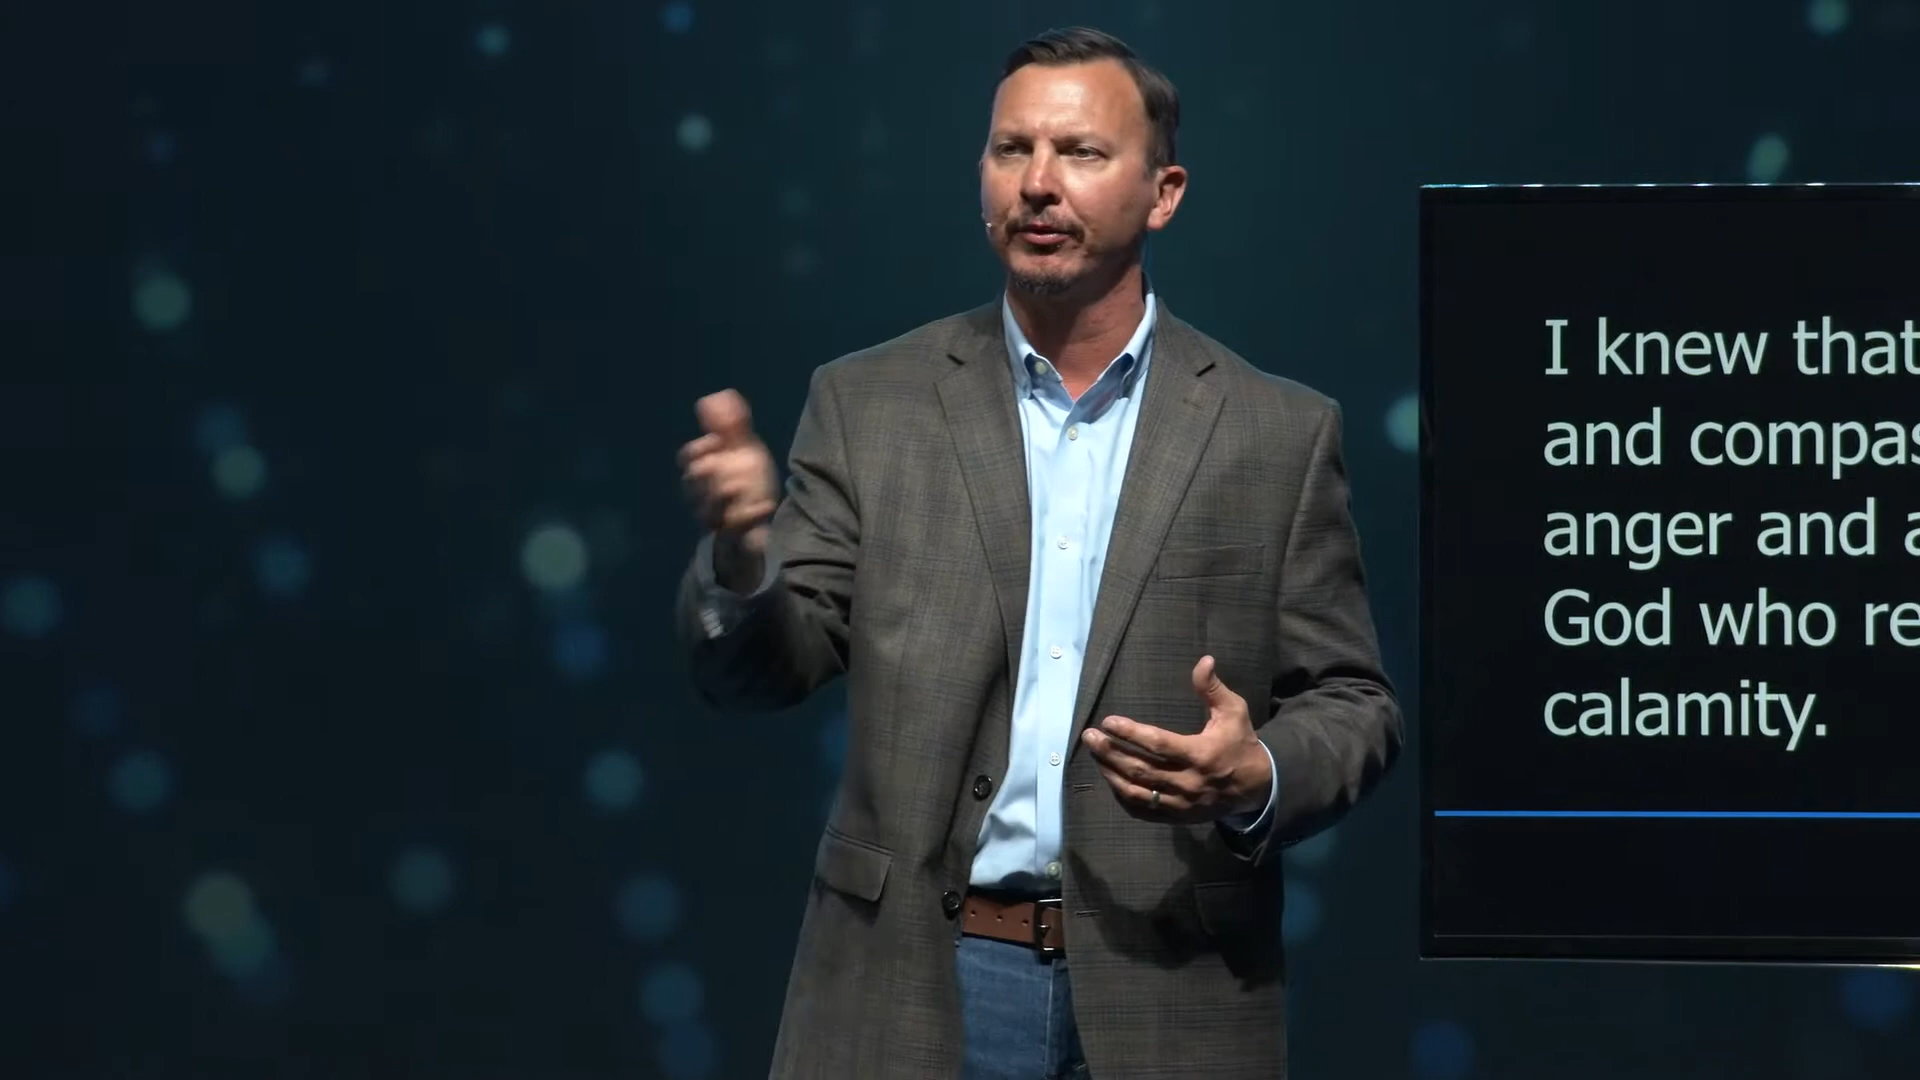 I knew that
and compas
anger and a
God who re
calamity.